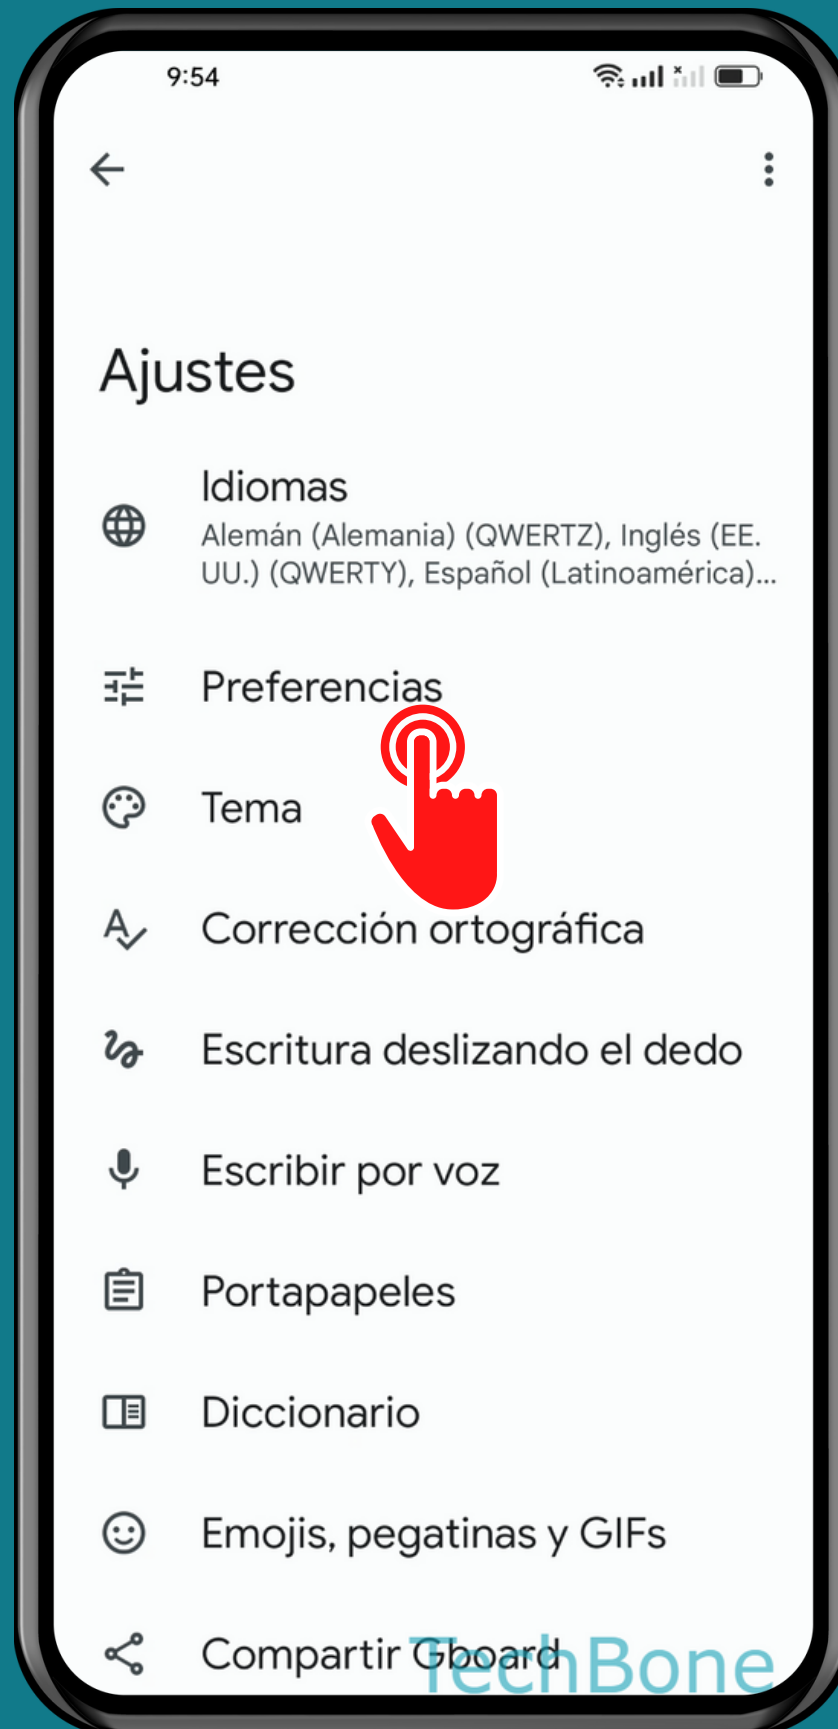 9:54
Ajustes
Idiomas
Alemán (Alemania) (QWERTZ), Inglés (EE.
UU.) (QWERTY), Español (Latinoamérica)...
Preferencias
Tema
Corrección ortográfica
Escritura deslizando el dedo
Escribir por voz
Portapapeles
Diccionario
Emojis, pegatinas y GIFs
Compartir Gboard
TechBone